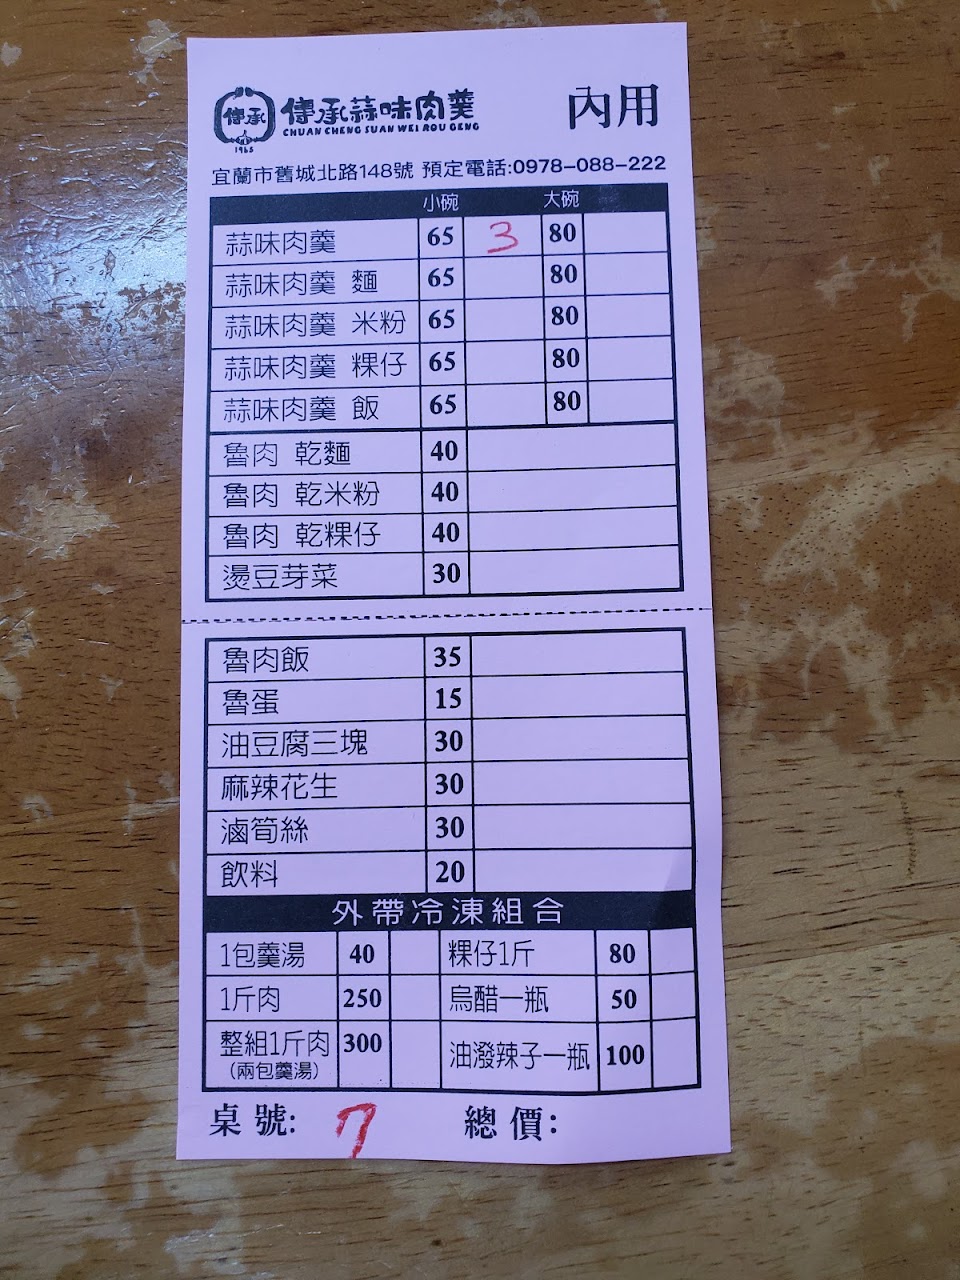 傳承
1965
傳承蒜味肉羹
CHUAN CHENG SUAN WEI ROU GENG
內用
宜蘭市舊城北路148號 預定電話:0978-088-222
小碗 大碗
蒜味肉羹 65 3 80
蒜味肉羹 麵 65 80
蒜味肉羹 米粉 65 80
蒜味肉羹 粿仔 65 80
蒜味肉羹 飯 65 80
魯肉 乾麵 40
魯肉 乾米粉 40
魯肉 乾粿仔 40
燙豆芽菜 30
魯肉飯 35
魯蛋 15
油豆腐三塊 30
麻辣花生 30
滷筍絲 30
飲料 20
外帶冷凍組合
1包羹湯 40 粿仔1斤 80
1斤肉 250 烏醋一瓶 50
整組1斤肉 300 油潑辣子一瓶 100
(兩包羹湯)
桌號: 7 總價: